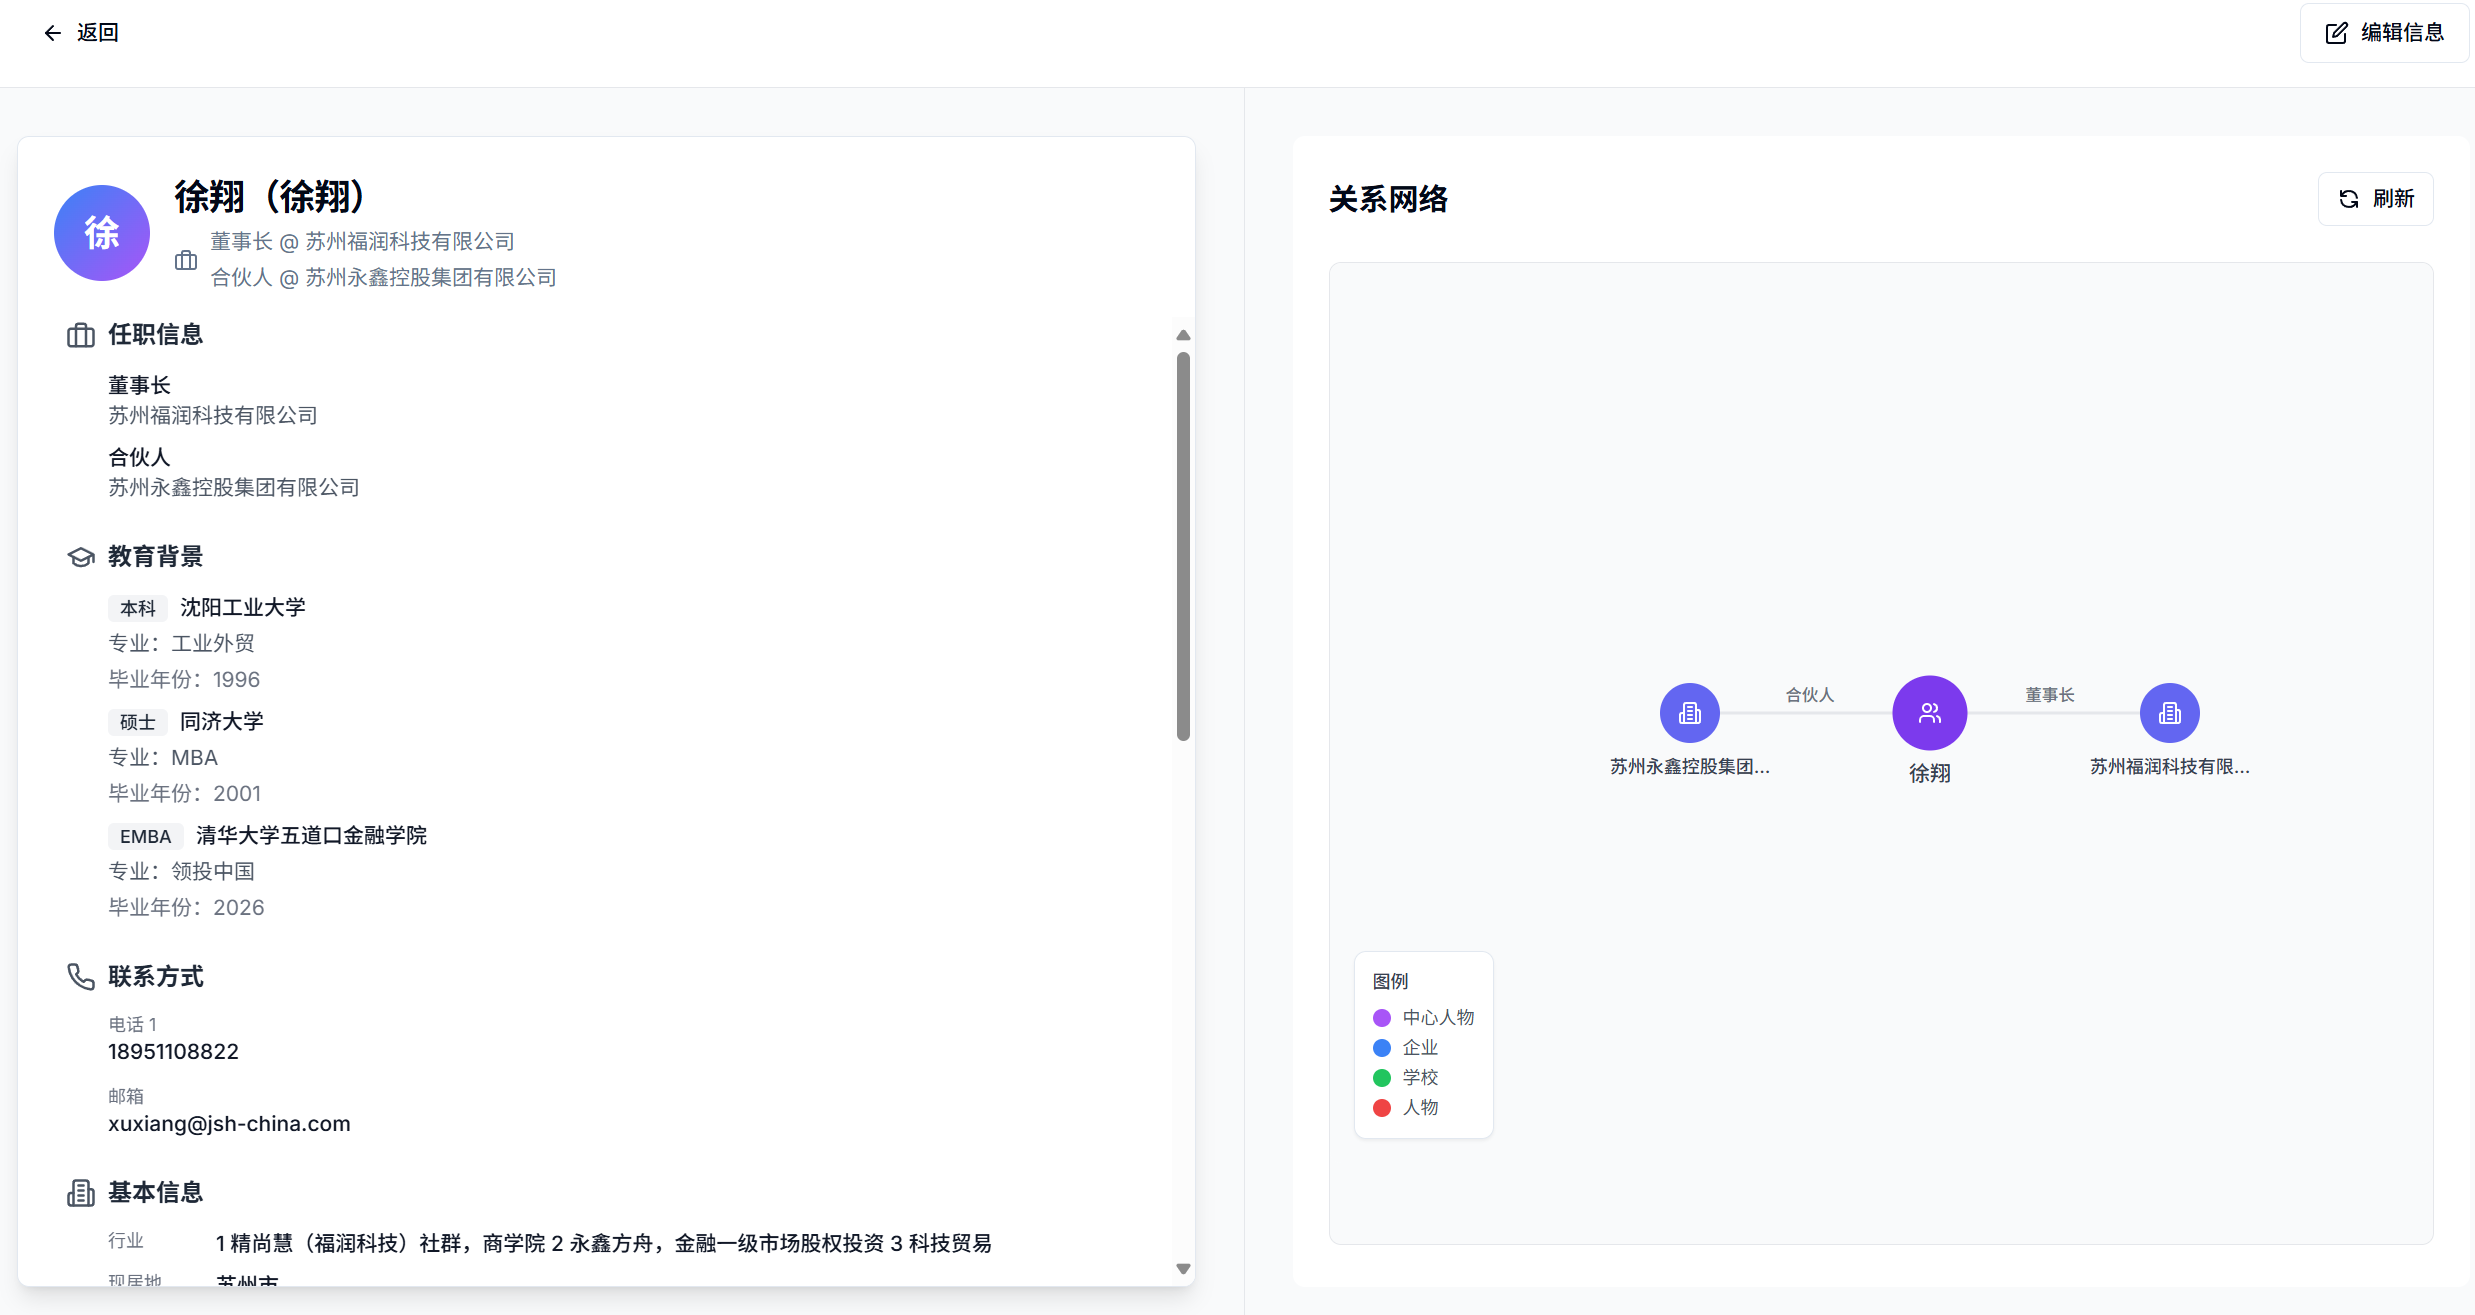 返回
编辑信息
徐
徐翔（徐翔）
董事长 @ 苏州福润科技有限公司
合伙人 @ 苏州永鑫控股集团有限公司
任职信息
董事长
苏州福润科技有限公司
合伙人
苏州永鑫控股集团有限公司
教育背景
本科 沈阳工业大学
专业：工业外贸
毕业年份：1996
硕士 同济大学
专业：MBA
毕业年份：2001
EMBA 清华大学五道口金融学院
专业：领投中国
毕业年份：2026
联系方式
电话 1
18951108822
邮箱
xuxiang@jsh-china.com
基本信息
行业 1 精尚慧（福润科技）社群，商学院 2 永鑫方舟，金融一级市场股权投资 3 科技贸易
现居地 苏州市
关系网络
刷新
合伙人
董事长
苏州永鑫控股集团...
徐翔
苏州福润科技有限...
图例
中心人物
企业
学校
人物